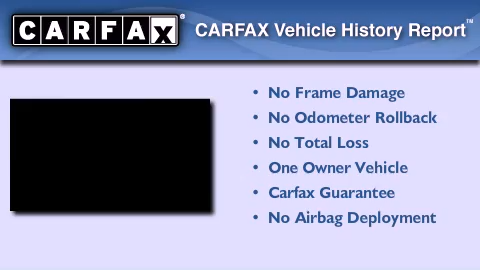 CARFAX® CARFAX Vehicle History Report™
• No Frame Damage
• No Odometer Rollback
• No Total Loss
• One Owner Vehicle
• Carfax Guarantee
• No Airbag Deployment